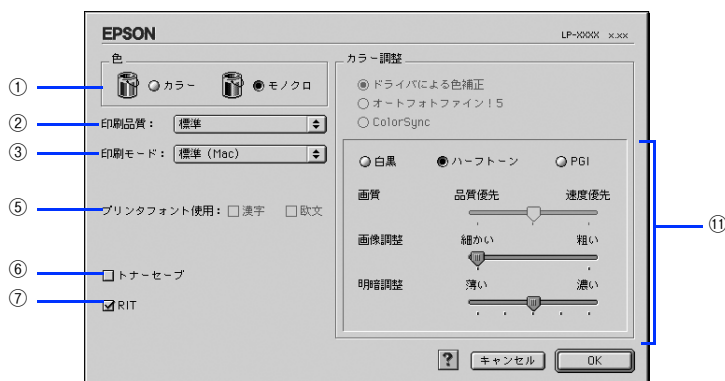 EPSON
LP-XXXX x.xx
色
① カラー モノクロ
② 印刷品質： 標準
③ 印刷モード： 標準（Mac）
⑤ プリンタフォント使用： 漢字 欧文
⑥ トナーセーブ
⑦ RIT
カラー調整
ドライバによる色補正
オートフォトファイン！5
ColorSync
白黒 ハーフトーン PGI
画質 品質優先 速度優先
⑪
画像調整 細かい 粗い
明暗調整 薄い 濃い
? キャンセル OK